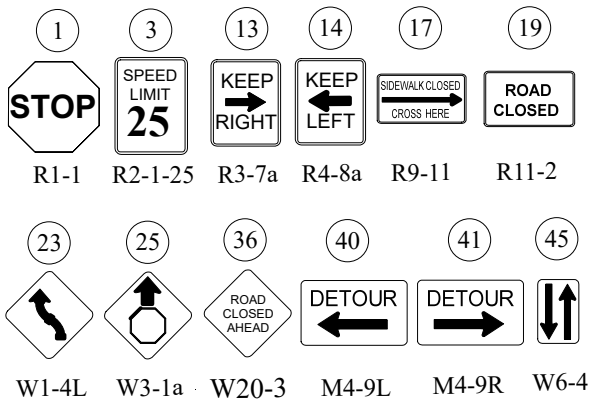 1 3 13 14 17 19
STOP
SPEED
LIMIT
25
KEEP
RIGHT
KEEP
LEFT
SIDEWALK CLOSED
CROSS HERE
ROAD
CLOSED
R1-1 R2-1-25 R3-7a R4-8a R9-11 R11-2
23 25 36 40 41 45
ROAD
CLOSED
AHEAD
DETOUR
DETOUR
W1-4L W3-1a W20-3 M4-9L M4-9R W6-4